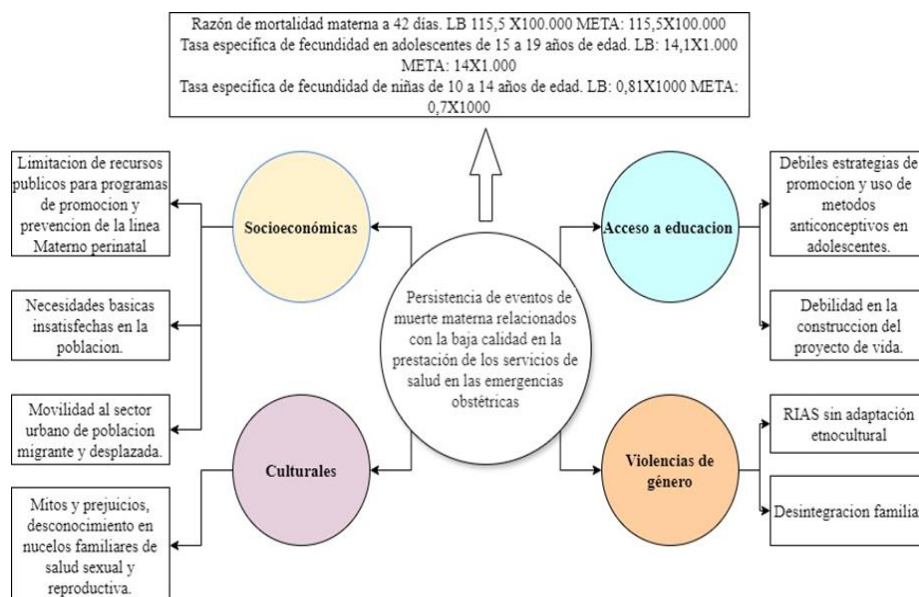 Razón de mortalidad materna a 42 días. LB 115,5 X100.000 META: 115,5X100.000
Tasa específica de fecundidad en adolescentes de 15 a 19 años de edad. LB: 14,1X1.000
META: 14X1.000
Tasa específica de fecundidad de niñas de 10 a 14 años de edad. LB: 0,81X1000 META:
0,7X1000
Limitacion de recursos
publicos para programas
de promocion y
prevencion de la linea
Materno perinatal
Necesidades basicas
insatisfechas en la
poblacion.
Movilidad al sector
urbano de poblacion
migrante y desplazada.
Mitos y prejuicios,
desconocimiento en
nucelos familiares de
salud sexual y
reproductiva.
Socioeconómicas
Culturales
Persistencia de eventos de
muerte materna relacionados
con la baja calidad en la
prestación de los servicios de
salud en las emergencias
obstétricas
Acceso a educacion
Violencias de
género
Debiles estrategias de
promocion y uso de
metodos
anticonceptivos en
adolescentes.
Debilidad en la
construccion del
proyecto de vida.
RIAS sin adaptación
etnocultural
Desintegracion familiar